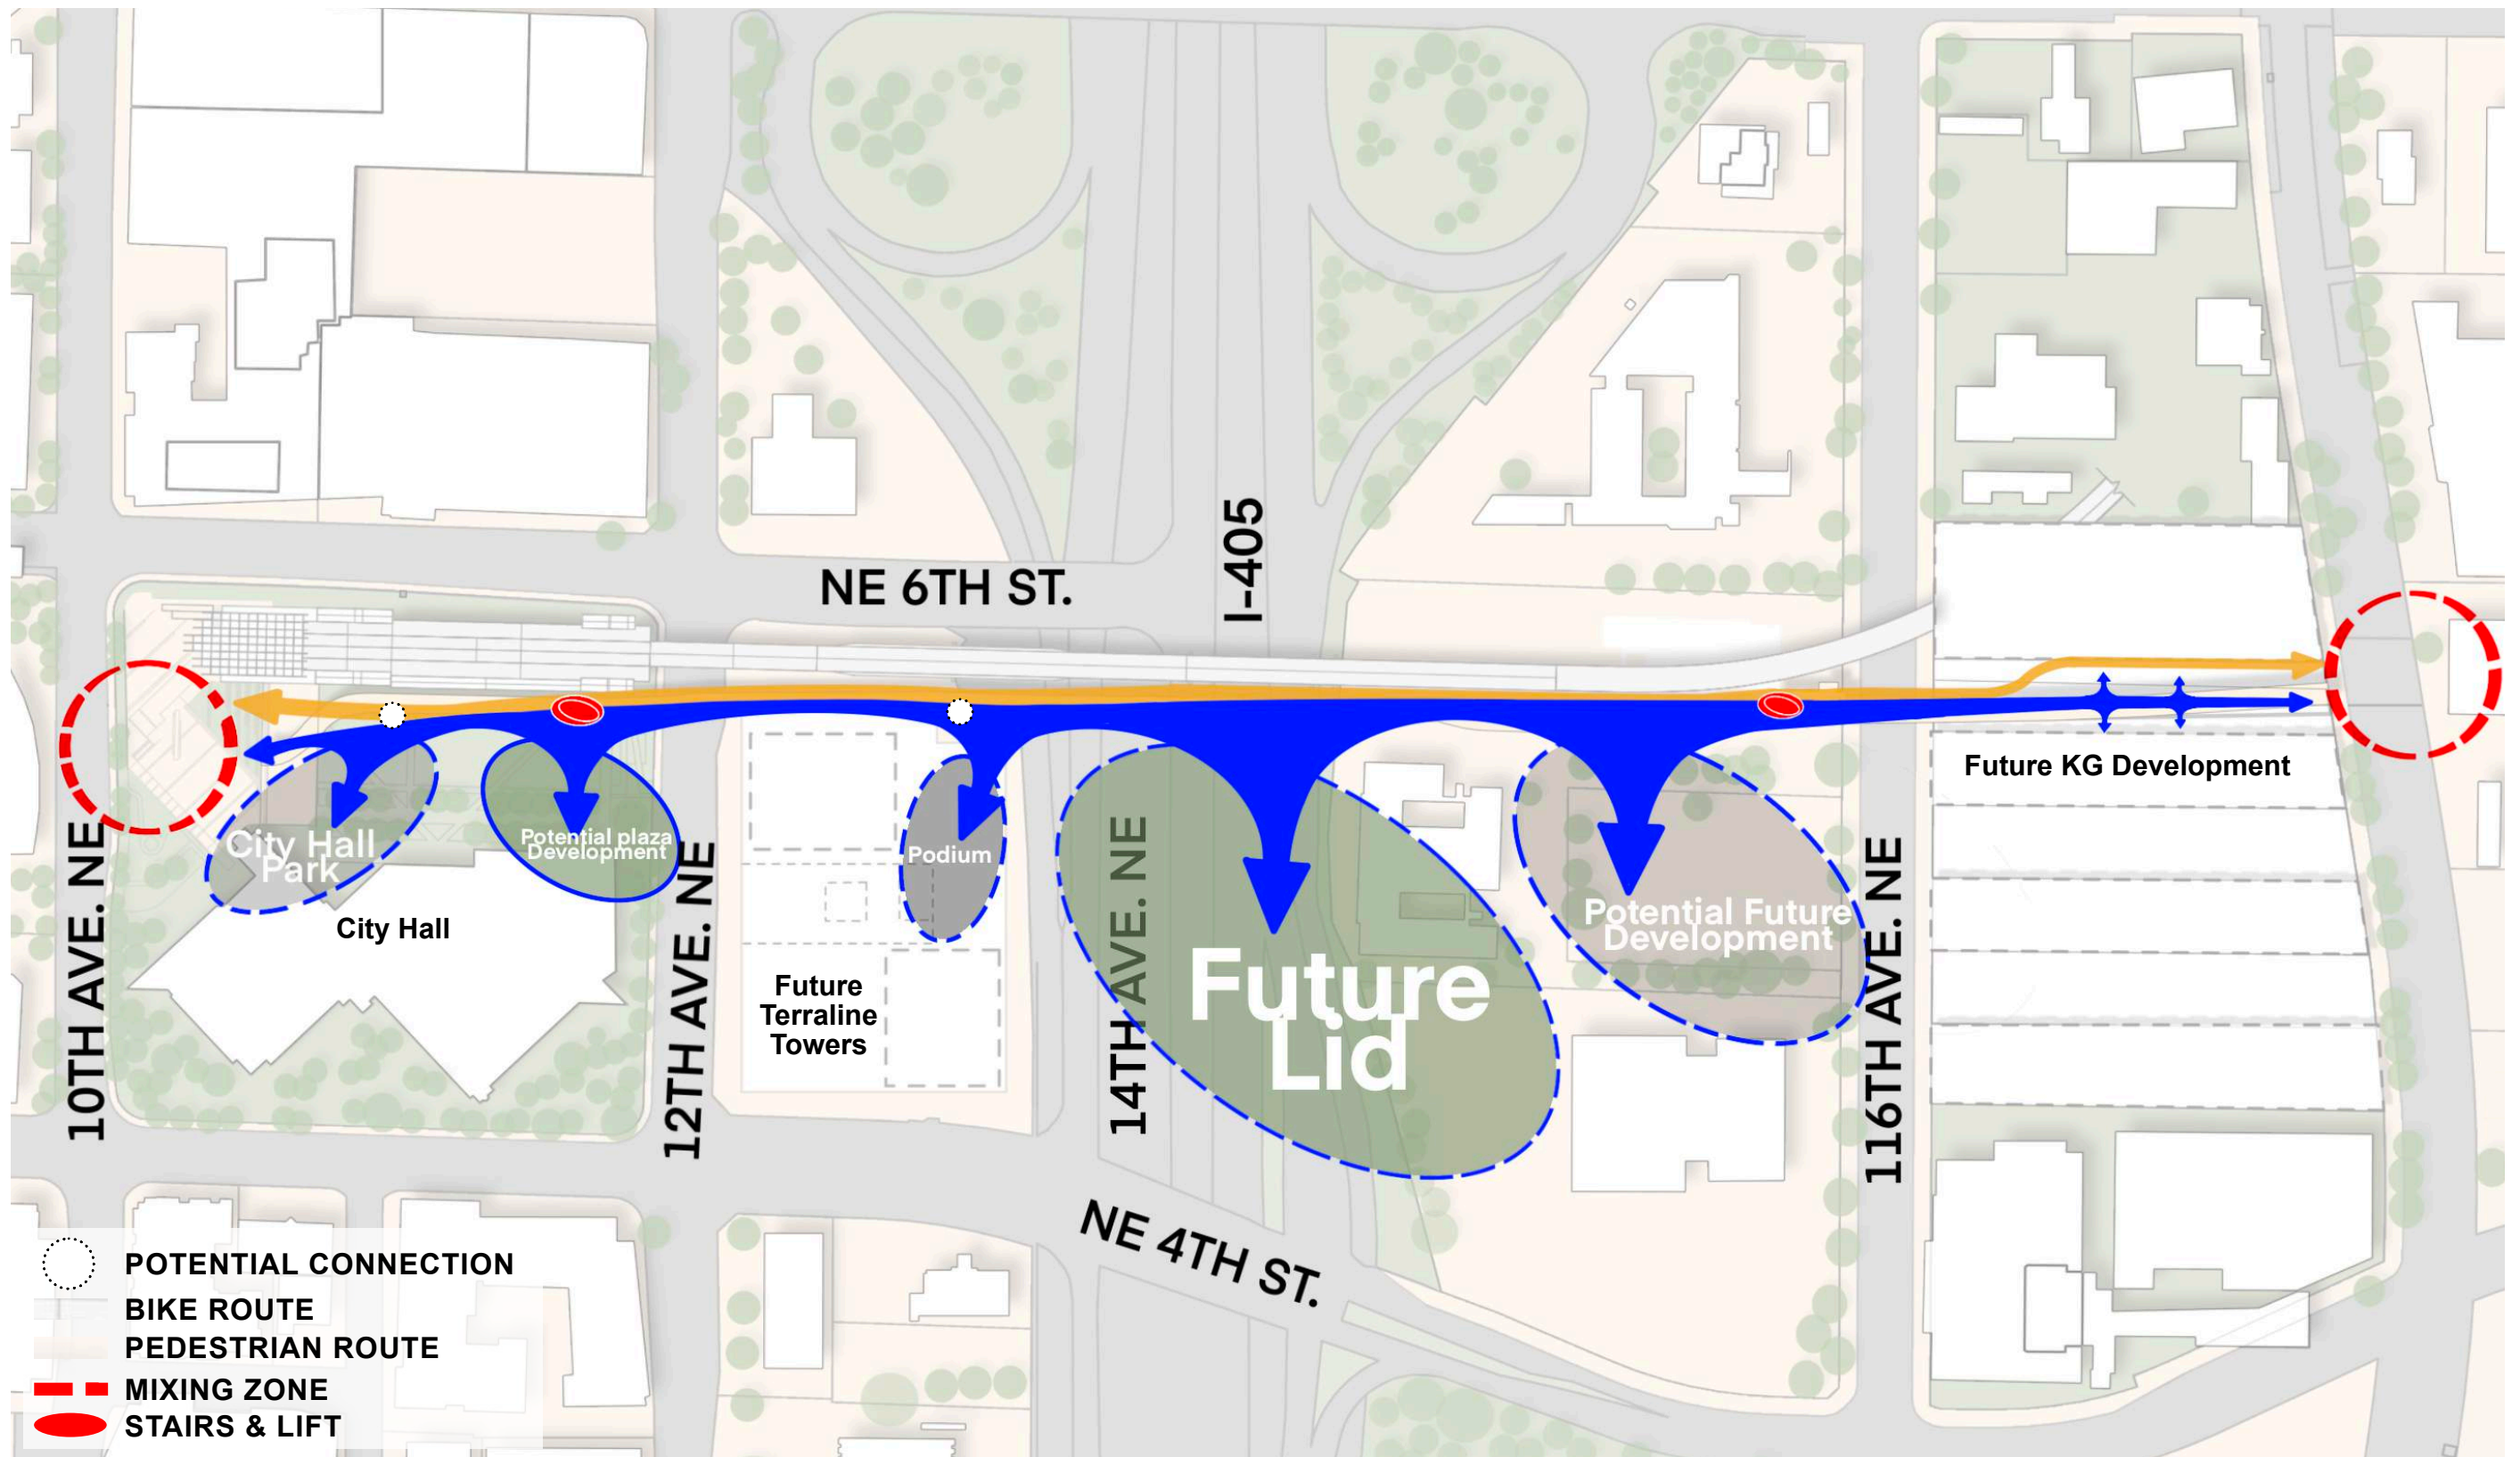 I-405
NE 6TH ST.
Future KG Development
10TH AVE. NE
City Hall
Park
Potential plaza
Development
City Hall
12TH AVE. NE
Podium
Future
Terraline
Towers
14TH AVE. NE
Future
Lid
Potential Future
Development
116TH AVE. NE
NE 4TH ST.
POTENTIAL CONNECTION
BIKE ROUTE
PEDESTRIAN ROUTE
MIXING ZONE
STAIRS & LIFT